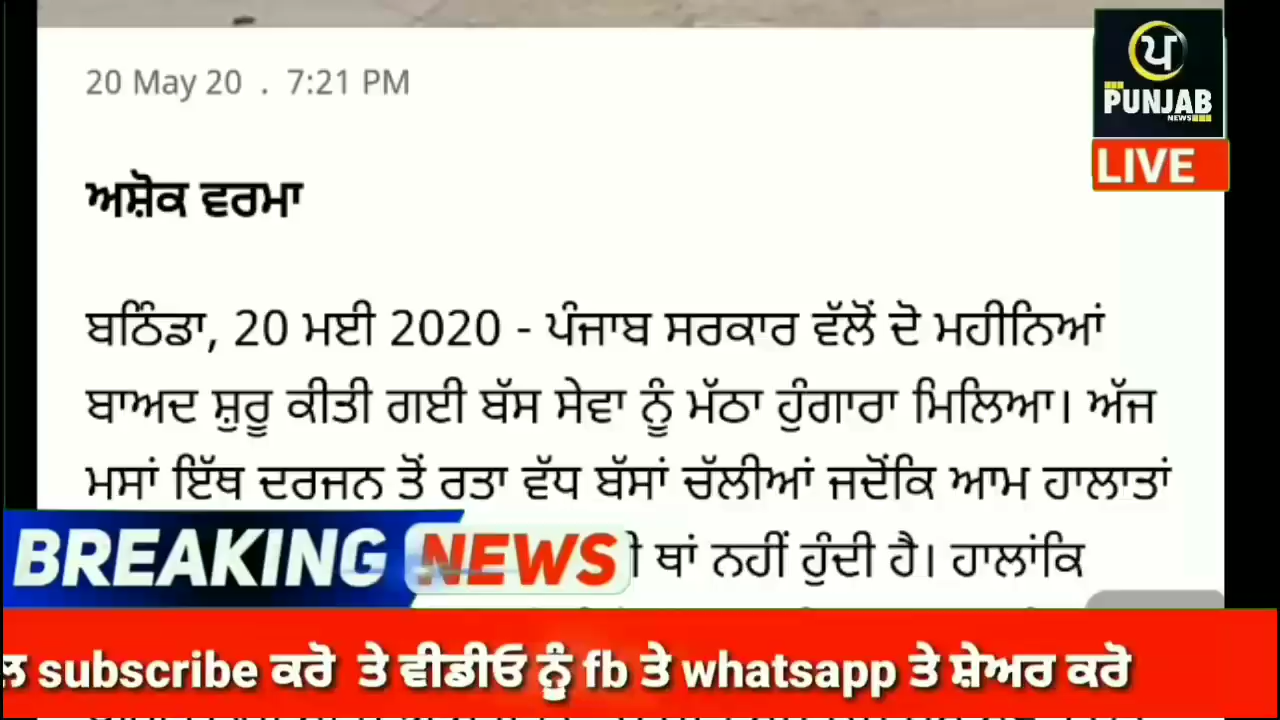 20 May 20 . 7:21 PM
ਪ
PUNJAB
NEWS
LIVE
ਅਸ਼ੋਕ ਵਰਮਾ
ਬਠਿੰਡਾ, 20 ਮਈ 2020 - ਪੰਜਾਬ ਸਰਕਾਰ ਵੱਲੋਂ ਦੋ ਮਹੀਨਿਆਂ
ਬਾਅਦ ਸ਼ੁਰੂ ਕੀਤੀ ਗਈ ਬੱਸ ਸੇਵਾ ਨੂੰ ਮੱਠਾ ਹੁੰਗਾਰਾ ਮਿਲਿਆ। ਅੱਜ
ਮਸਾਂ ਇੱਥ ਦਰਜਨ ਤੋਂ ਰਤਾ ਵੱਧ ਬੱਸਾਂ ਚੱਲੀਆਂ ਜਦੋਂਕਿ ਆਮ ਹਾਲਾਤਾਂ
ਥਾਂ ਨਹੀਂ ਹੁੰਦੀ ਹੈ। ਹਾਲਾਂਕਿ
BREAKING NEWS
subscribe ਕਰੋ ਤੇ ਵੀਡੀਓ ਨੂੰ fb ਤੇ whatsapp ਤੇ ਸ਼ੇਅਰ ਕਰੋ